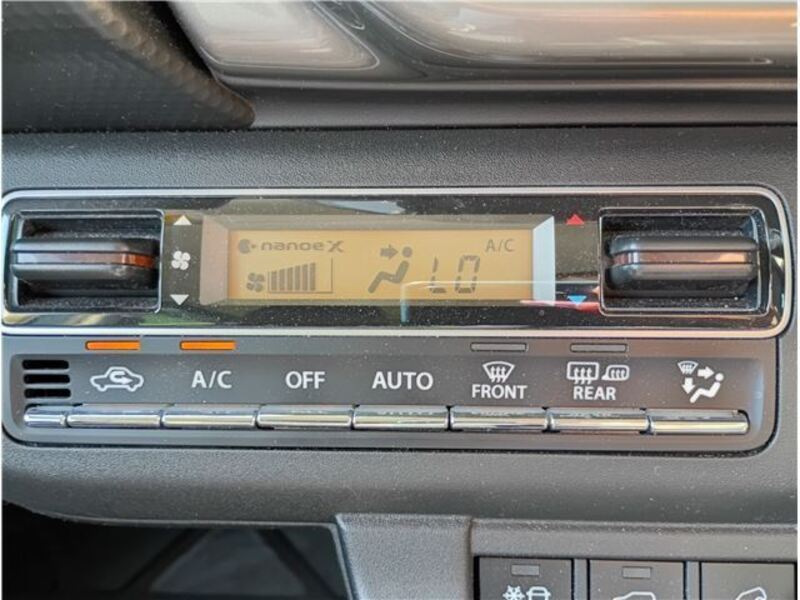 nanoeX
A/C
LO
A/C
OFF
AUTO
FRONT
REAR